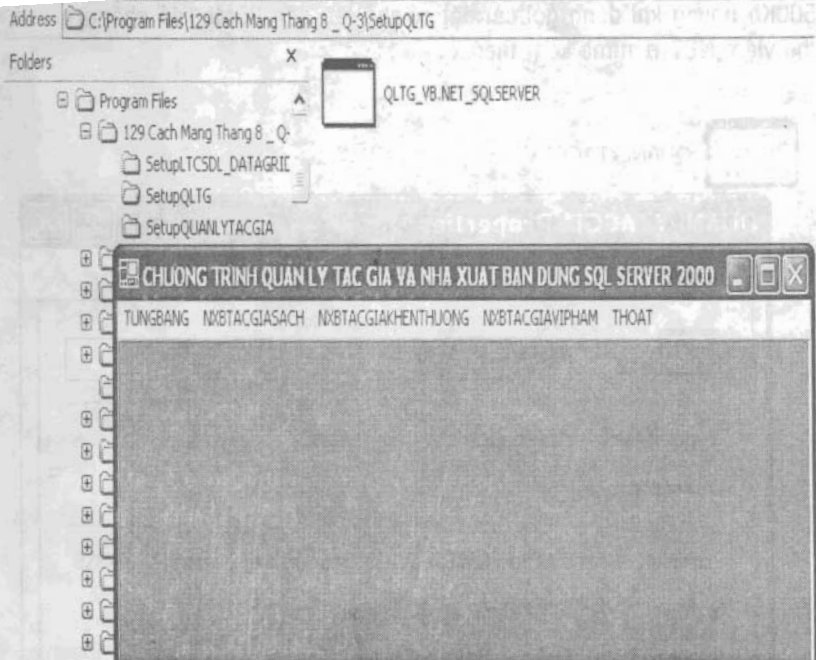 Address C:\Program Files\129 Cach Mang Thang 8 _ Q-3\SetupQLTG
Folders X
QLTG_VB.NET_SQLSERVER
Program Files
129 Cach Mang Thang 8 _ Q-
SetupLTCSDL_DATAGRID
SetupQLTG
SetupQUANLYTACGIA
CHUONG TRINH QUAN LY TAC GIA VA NHA XUAT BAN DUNG SQL SERVER 2000
TUNGBANG NXBTACGIASACH NXBTACGIAKHENTHUONG NXBTACGIAVIPHAM THOAT